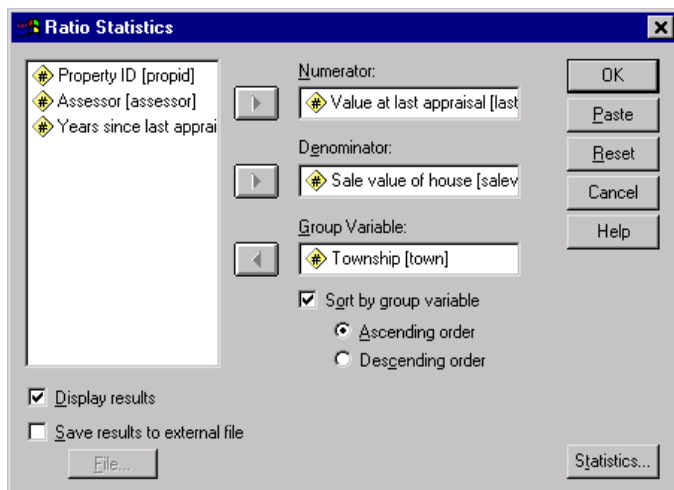 Ratio Statistics
Property ID [propid]
Assessor [assessor]
Years since last apprai
Numerator:
Value at last appraisal [last
Denominator:
Sale value of house [salev
Group Variable:
Township [town]
Sort by group variable
Ascending order
Descending order
OK
Paste
Reset
Cancel
Help
Display results
Save results to external file
File...
Statistics...